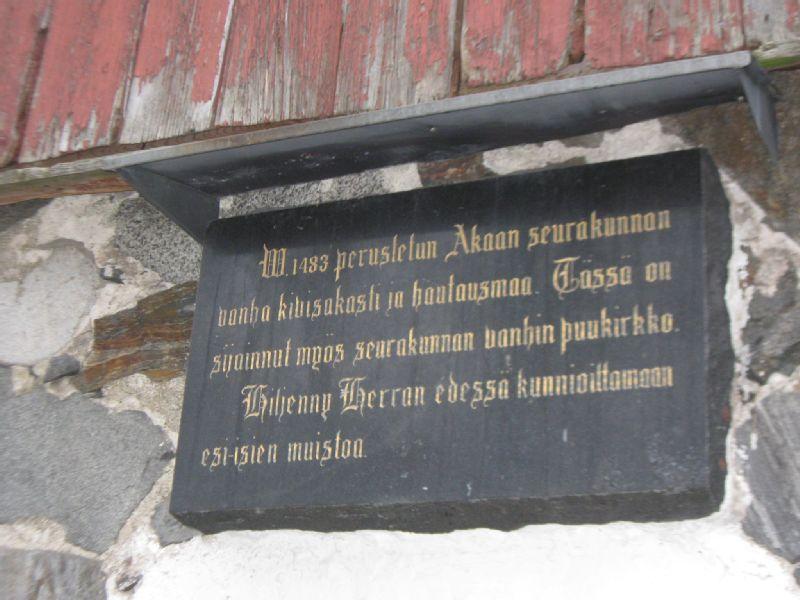 W. 1483 perustetun Akaan seurakunnan
vanha kivisakasti ja hautausmaa. Tässä on
sijainnut myös seurakunnan vanhin puukirkko.
Hiljenny Herran edessä kunnioittamaan
esi-isien muistoa.